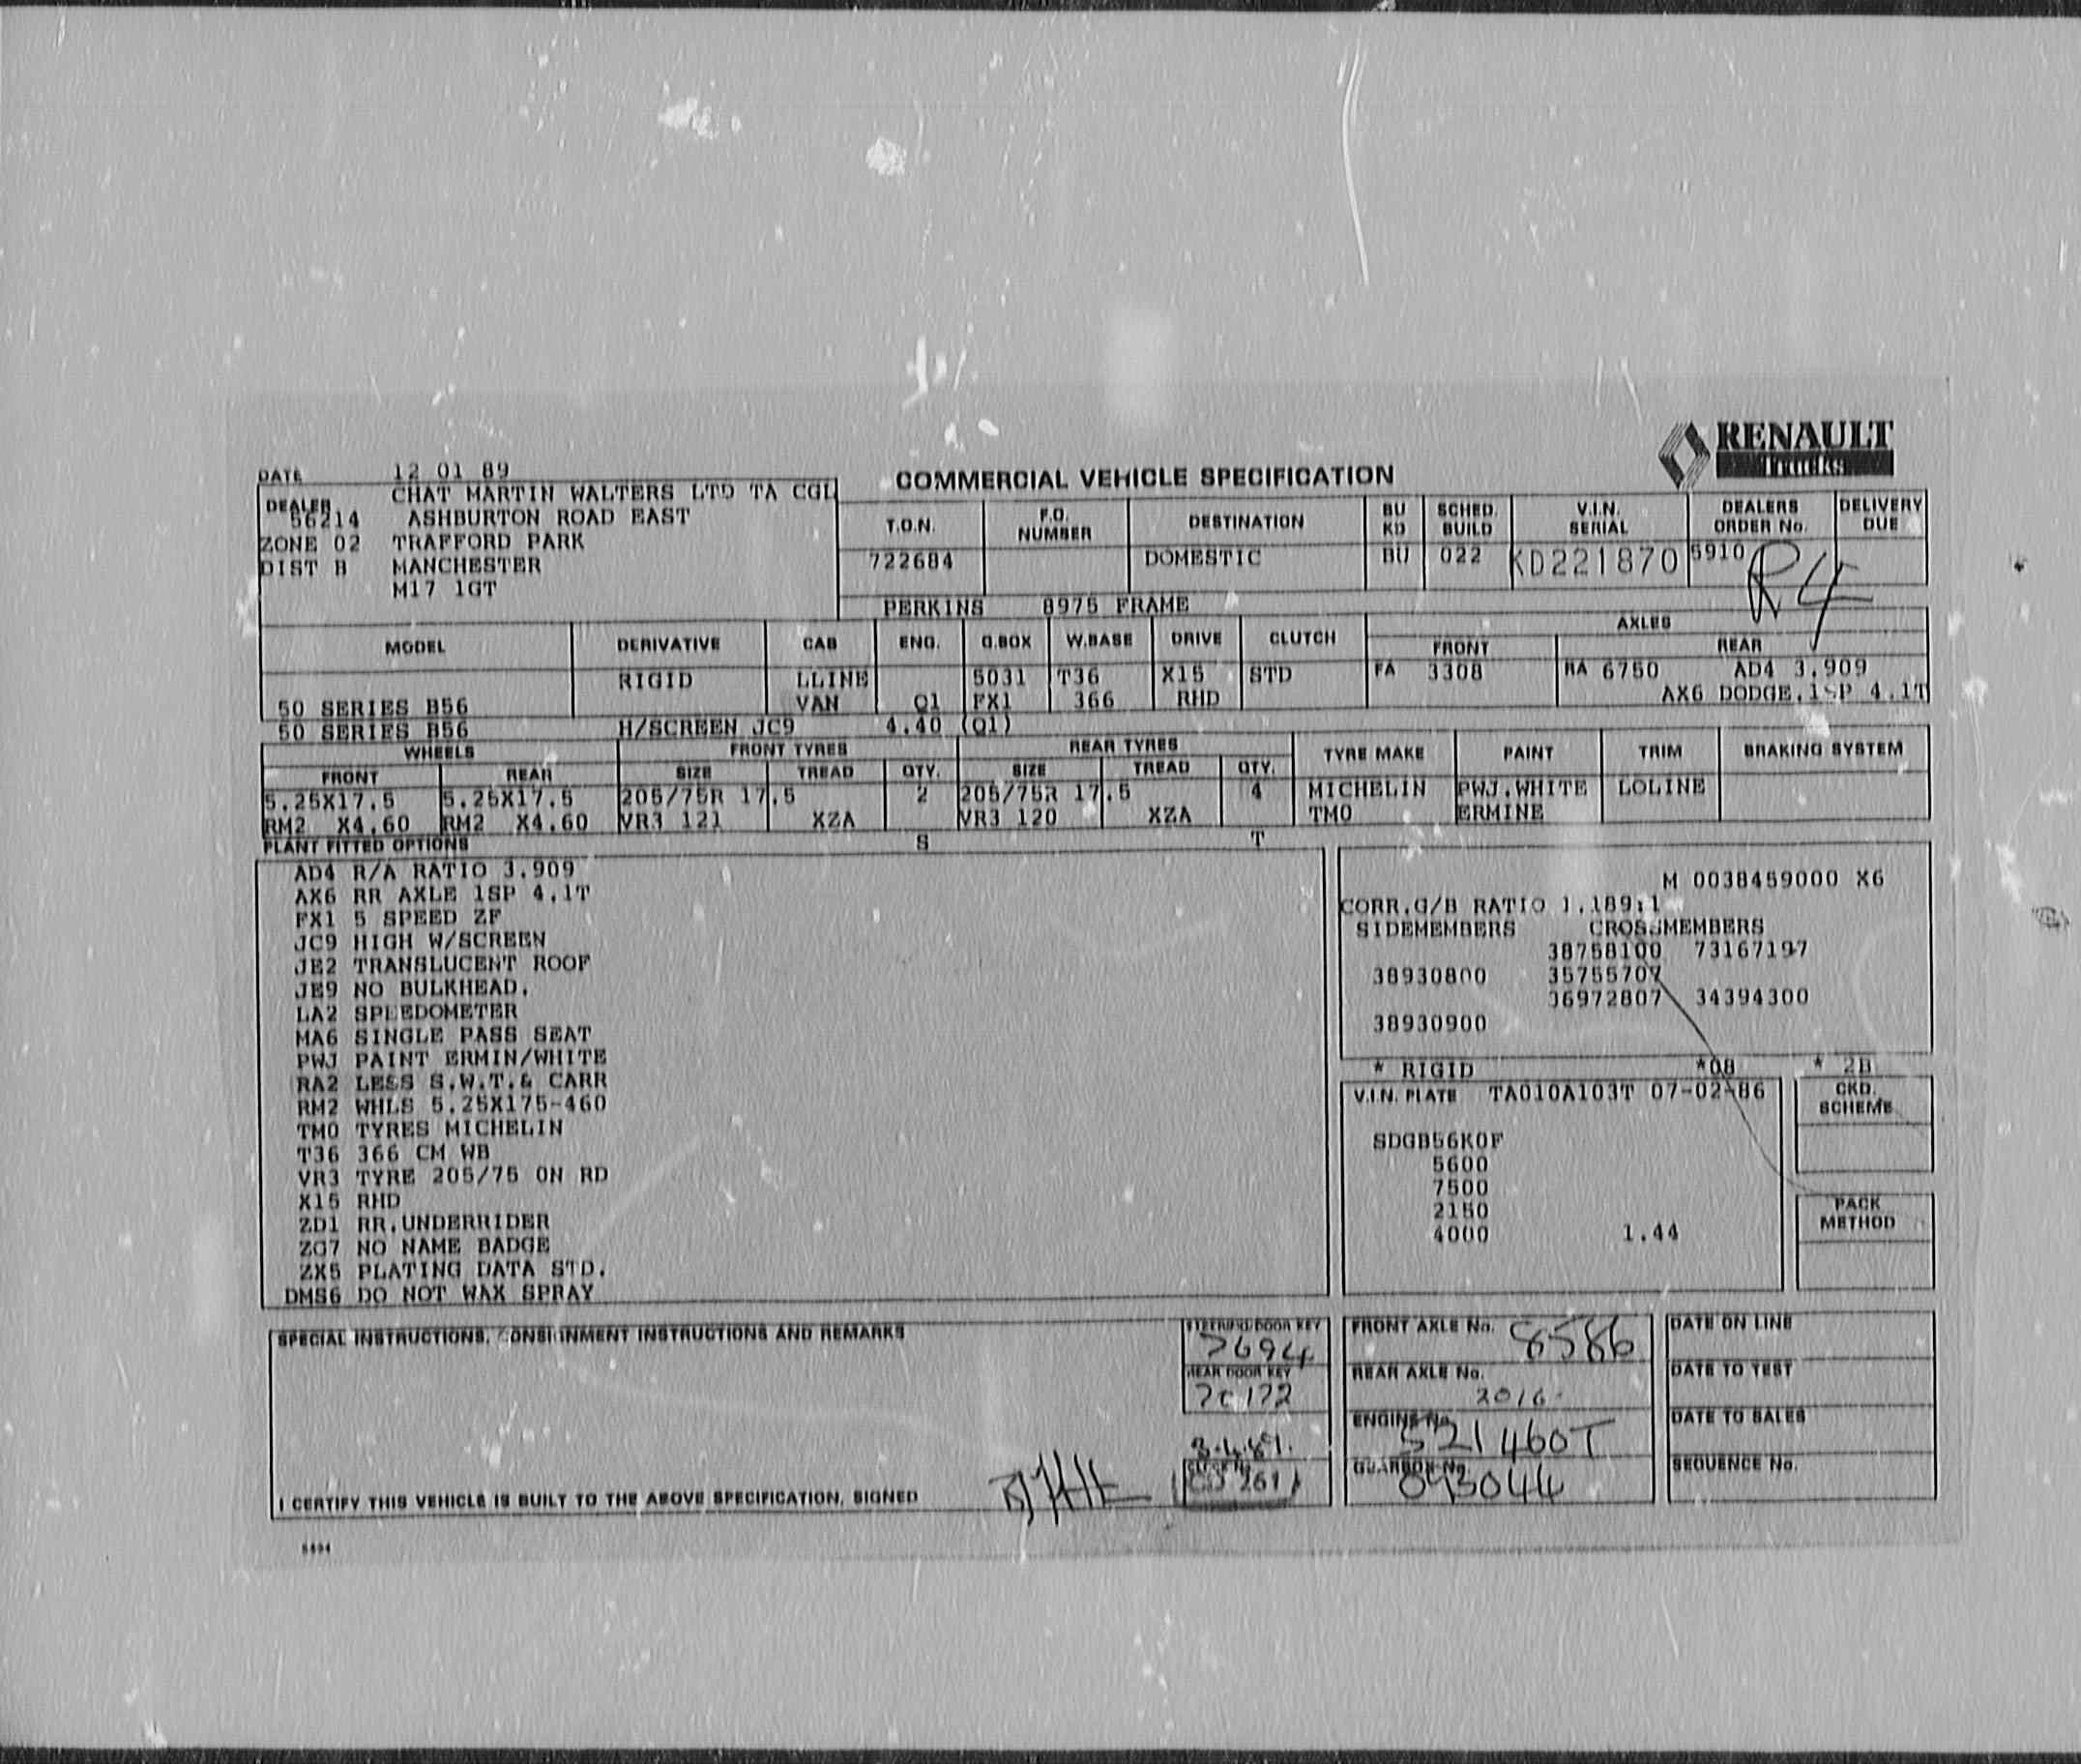 RENAULT
Trucks
DATE 12 01 89
COMMERCIAL VEHICLE SPECIFICATION
DEALER CHAT MARTIN WALTERS LTD TA CGL
56214 ASHBURTON ROAD EAST
ZONE 02 TRAFFORD PARK
DIST B MANCHESTER
M17 1GT
T.O.N. F.O. NUMBER DESTINATION BU KD SCHED. BUILD V.I.N. SERIAL DEALERS ORDER No. DELIVERY DUE
722684 DOMESTIC BU 022 KD221870 5910
R4
PERKINS 8975 FRAME
MODEL DERIVATIVE CAB ENG. G.BOX W.BASE DRIVE CLUTCH AXLES
FRONT REAR
RIGID LLINE 5031 T36 X15 STD FA 3308 RA 6750 AD4 3.909
50 SERIES B56 VAN Q1 FX1 366 RHD AX6 DODGE.1SP 4.1T
50 SERIES B56 H/SCREEN JC9 4.40 (Q1)
WHEELS FRONT TYRES REAR TYRES TYRE MAKE PAINT TRIM BRAKING SYSTEM
FRONT REAR SIZE TREAD QTY. SIZE TREAD QTY.
5.25X17.5 5.25X17.5 205/75R 17.5 2 205/75R 17.5 4 MICHELIN PWJ.WHITE LOLINE
RM2 X4.60 RM2 X4.60 VR3 121 XZA VR3 120 XZA TMO ERMINE
PLANT FITTED OPTIONS S T
AD4 R/A RATIO 3.909
AX6 RR AXLE 1SP 4.1T
FX1 5 SPEED ZF
JC9 HIGH W/SCREEN
JE2 TRANSLUCENT ROOF
JE9 NO BULKHEAD.
LA2 SPEEDOMETER
MA6 SINGLE PASS SEAT
PWJ PAINT ERMIN/WHITE
RA2 LESS S.W.T.& CARR
RM2 WHLS 5.25X175-460
TMO TYRES MICHELIN
T36 366 CM WB
VR3 TYRE 205/75 ON RD
X15 RHD
ZD1 RR.UNDERRIDER
ZG7 NO NAME BADGE
ZX5 PLATING DATA STD.
DMS6 DO NOT WAX SPRAY
M 0038459000 X6
CORR.G/B RATIO 1.189:1
SIDEMEMBERS CROSSMEMBERS
38758100 73167197
38930800 35755707
36972807 34394300
38930900
* RIGID *08 * 2B
V.I.N. PLATE TA010A103T 07-02-86
CKD. SCHEME
SDGB56K0F
5600
7500
2150
4000 1.44
PACK METHOD
SPECIAL INSTRUCTIONS, CONSIGNMENT INSTRUCTIONS AND REMARKS
STEERING/DOOR KEY
7694
REAR DOOR KEY
7C172
FRONT AXLE No. 8586
REAR AXLE No. 2016
ENGINE No. S21460T
GEARBOX No. 093044
DATE ON LINE
DATE TO TEST
DATE TO SALES
SEQUENCE No.
I CERTIFY THIS VEHICLE IS BUILT TO THE ABOVE SPECIFICATION, SIGNED